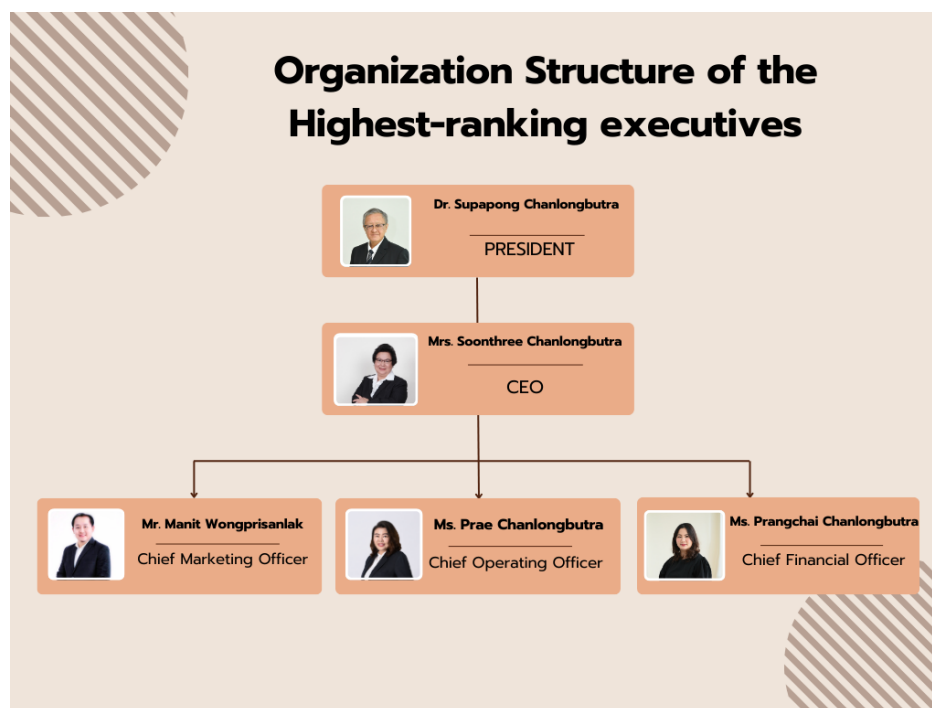 Organization Structure of the
Highest-ranking executives
Dr. Supapong Chanlongbutra
PRESIDENT
Mrs. Soonthree Chanlongbutra
CEO
Mr. Manit Wongprisanlak
Chief Marketing Officer
Ms. Prae Chanlongbutra
Chief Operating Officer
Ms. Prangchai Chanlongbutra
Chief Financial Officer